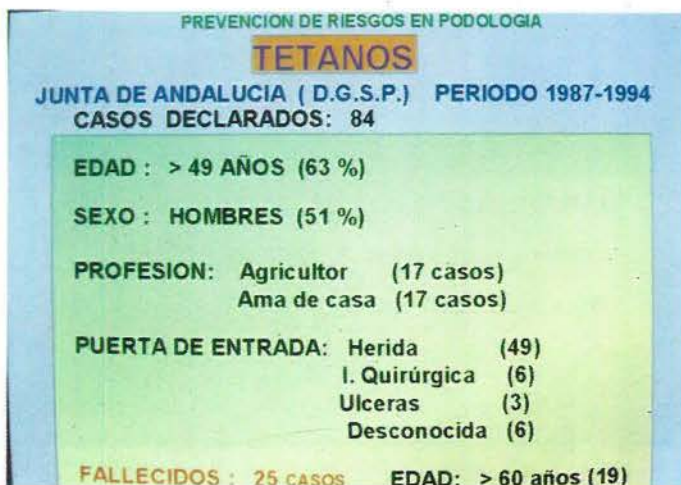 PREVENCION DE RIESGOS EN PODOLOGIA
TETANOS
JUNTA DE ANDALUCIA ( D.G.S.P.) PERIODO 1987-1994
CASOS DECLARADOS: 84
EDAD : > 49 AÑOS (63 %)
SEXO : HOMBRES (51 %)
PROFESION: Agricultor (17 casos)
Ama de casa (17 casos)
PUERTA DE ENTRADA: Herida (49)
I. Quirúrgica (6)
Ulceras (3)
Desconocida (6)
FALLECIDOS : 25 CASOS EDAD: > 60 años (19)